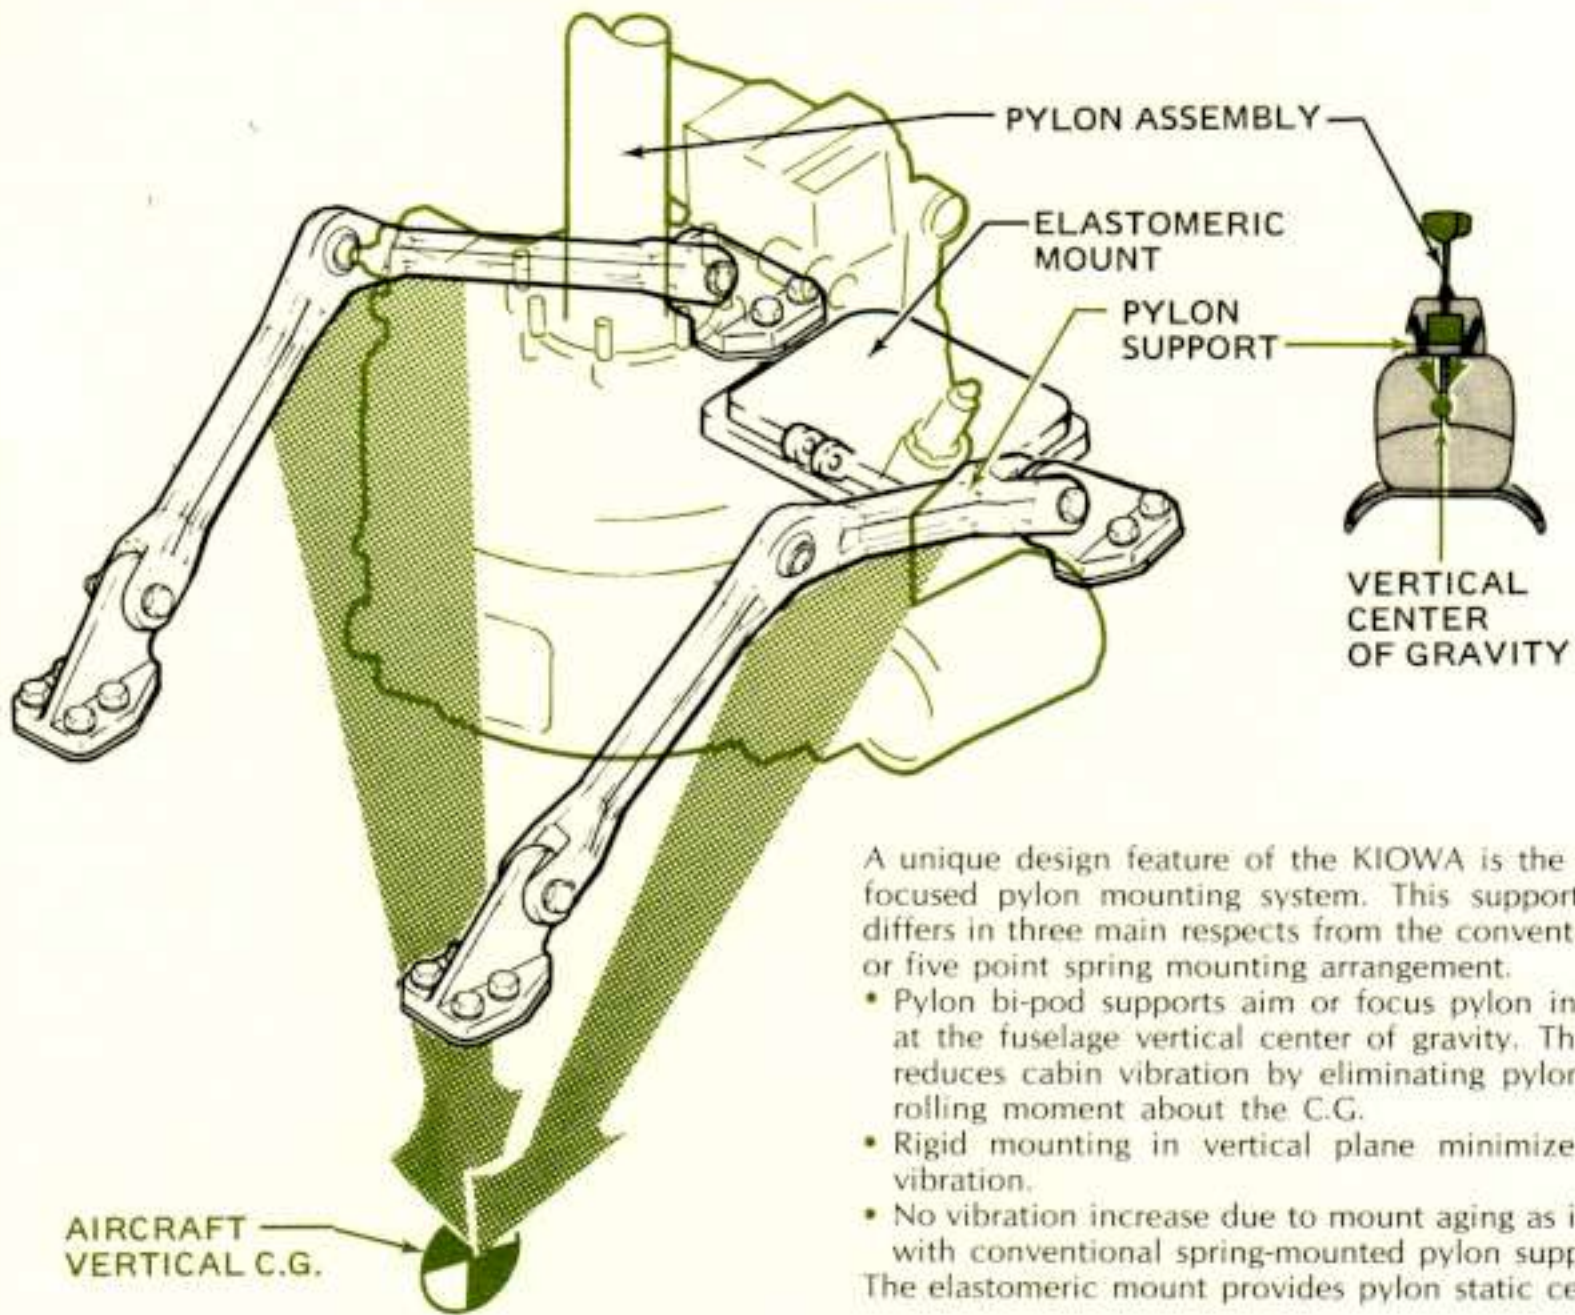 PYLON ASSEMBLY
ELASTOMERIC
MOUNT
PYLON
SUPPORT
VERTICAL
CENTER
OF GRAVITY
AIRCRAFT
VERTICAL C.G.
A unique design feature of the KIOWA is the
focused pylon mounting system. This support
differs in three main respects from the convent
or five point spring mounting arrangement.
• Pylon bi-pod supports aim or focus pylon in
at the fuselage vertical center of gravity. Th
reduces cabin vibration by eliminating pylor
rolling moment about the C.G.
• Rigid mounting in vertical plane minimize
vibration.
• No vibration increase due to mount aging as i
with conventional spring-mounted pylon supp
The elastomeric mount provides pylon static ce